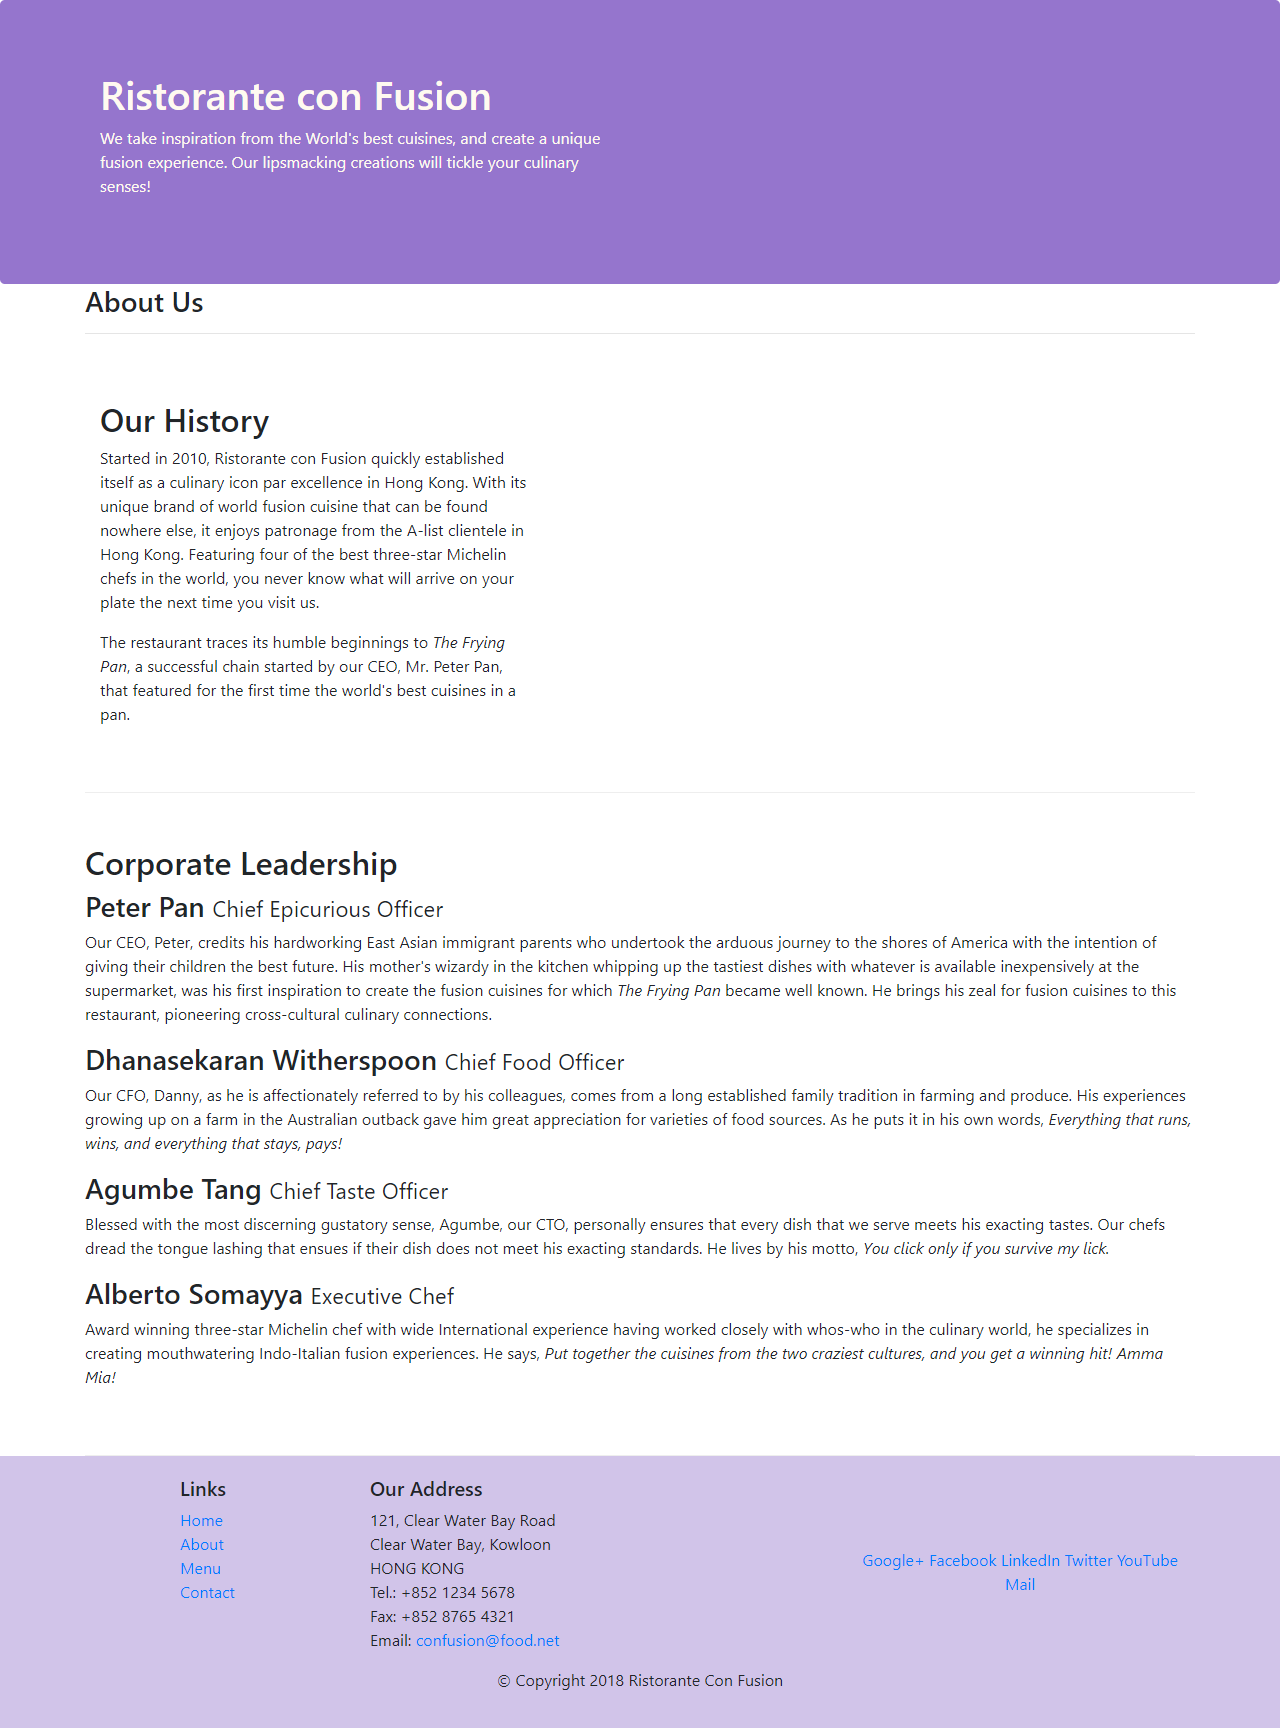 Ristorante con Fusion
We take inspiration from the World's best cuisines, and create a unique
fusion experience. Our lipsmacking creations will tickle your culinary
senses!
About Us
Our History
Started in 2010, Ristorante con Fusion quickly established
itself as a culinary icon par excellence in Hong Kong. With its
unique brand of world fusion cuisine that can be found
nowhere else, it enjoys patronage from the A-list clientele in
Hong Kong. Featuring four of the best three-star Michelin
chefs in the world, you never know what will arrive on your
plate the next time you visit us.
The restaurant traces its humble beginnings to The Frying
Pan, a successful chain started by our CEO, Mr. Peter Pan,
that featured for the first time the world's best cuisines in a
pan.
Corporate Leadership
Peter Pan Chief Epicurious Officer
Our CEO, Peter, credits his hardworking East Asian immigrant parents who undertook the arduous journey to the shores of America with the intention of
giving their children the best future. His mother's wizardy in the kitchen whipping up the tastiest dishes with whatever is available inexpensively at the
supermarket, was his first inspiration to create the fusion cuisines for which The Frying Pan became well known. He brings his zeal for fusion cuisines to this
restaurant, pioneering cross-cultural culinary connections.
Dhanasekaran Witherspoon Chief Food Officer
Our CFO, Danny, as he is affectionately referred to by his colleagues, comes from a long established family tradition in farming and produce. His experiences
growing up on a farm in the Australian outback gave him great appreciation for varieties of food sources. As he puts it in his own words, Everything that runs,
wins, and everything that stays, pays!
Agumbe Tang Chief Taste Officer
Blessed with the most discerning gustatory sense, Agumbe, our CTO, personally ensures that every dish that we serve meets his exacting tastes. Our chefs
dread the tongue lashing that ensues if their dish does not meet his exacting standards. He lives by his motto, You click only if you survive my lick.
Alberto Somayya Executive Chef
Award winning three-star Michelin chef with wide International experience having worked closely with whos-who in the culinary world, he specializes in
creating mouthwatering Indo-Italian fusion experiences. He says, Put together the cuisines from the two craziest cultures, and you get a winning hit! Amma
Mia!
Links
Home
About
Menu
Contact
Our Address
121, Clear Water Bay Road
Clear Water Bay, Kowloon
HONG KONG
Tel.: +852 1234 5678
Fax: +852 8765 4321
Email: confusion@food.net
Google+ Facebook LinkedIn Twitter YouTube
Mail
© Copyright 2018 Ristorante Con Fusion